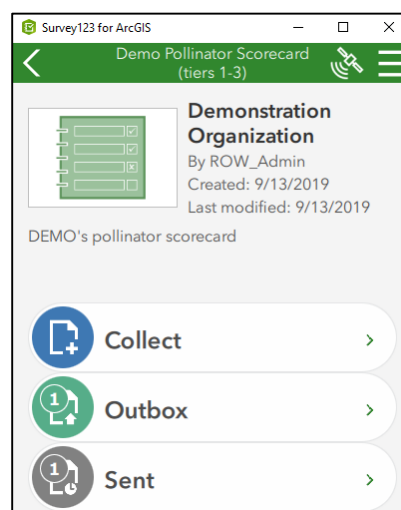 Survey123 for ArcGIS
Demo Pollinator Scorecard
(tiers 1-3)
Demonstration
Organization
By ROW_Admin
Created: 9/13/2019
Last modified: 9/13/2019
DEMO's pollinator scorecard
Collect
1
Outbox
1
Sent